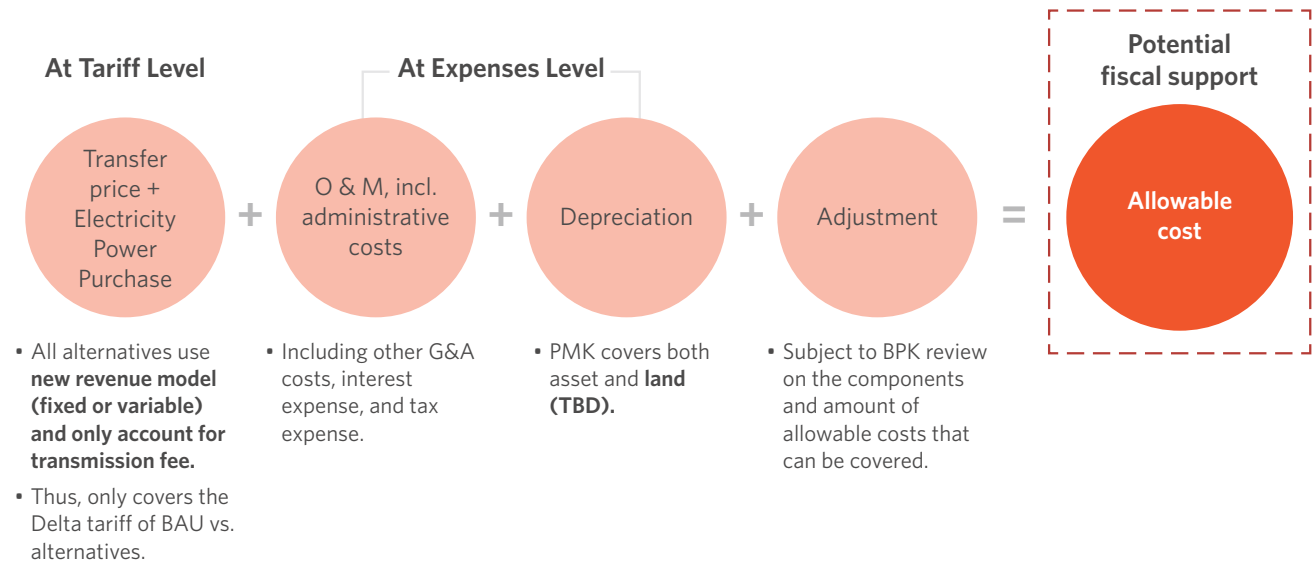 At Tariff Level
At Expenses Level
Potential
fiscal support
Transfer
price +
Electricity
Power
Purchase
+
O & M, incl.
administrative
costs
+
Depreciation
+
Adjustment
=
Allowable
cost
• All alternatives use
new revenue model
(fixed or variable)
and only account for
transmission fee.
• Thus, only covers the
Delta tariff of BAU vs.
alternatives.
• Including other G&A
costs, interest
expense, and tax
expense.
• PMK covers both
asset and land
(TBD).
• Subject to BPK review
on the components
and amount of
allowable costs that
can be covered.